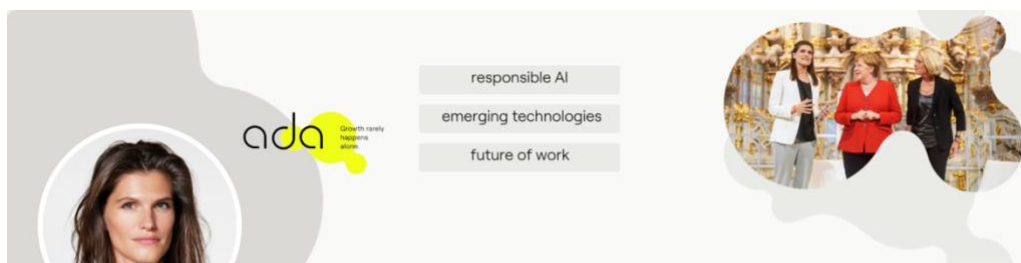 ada
Growth rarely
happens
alone.
responsible AI
emerging technologies
future of work